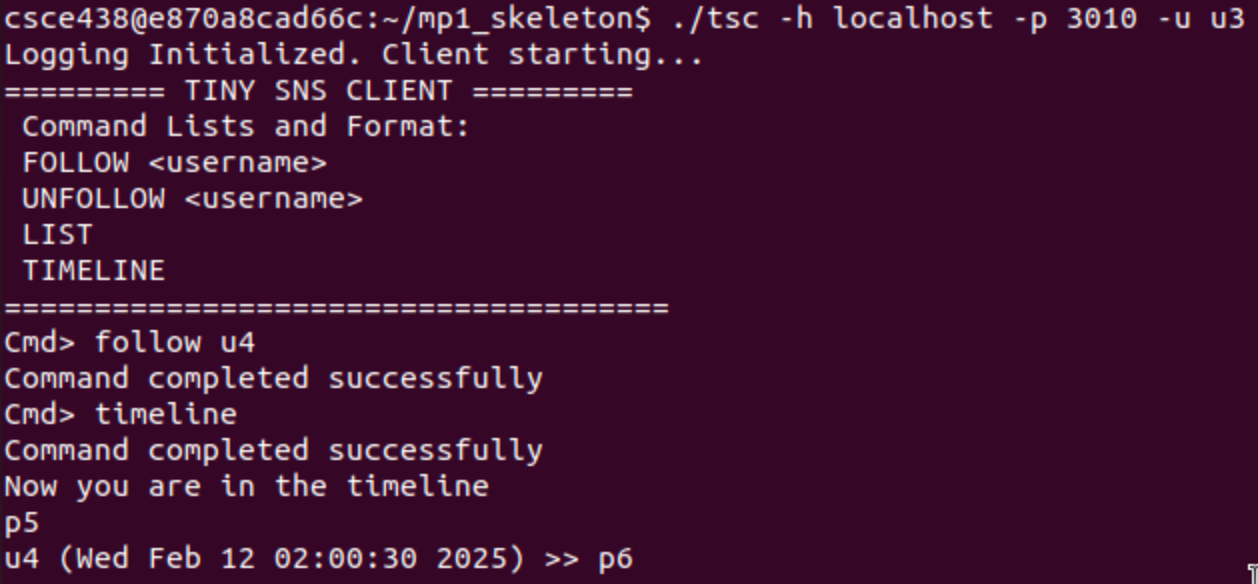 csce438@e870a8cad66c:~/mp1_skeleton$ ./tsc -h localhost -p 3010 -u u3
Logging Initialized. Client starting...
========= TINY SNS CLIENT =========
 Command Lists and Format:
 FOLLOW <username>
 UNFOLLOW <username>
 LIST
 TIMELINE
=====================================
Cmd> follow u4
Command completed successfully
Cmd> timeline
Command completed successfully
Now you are in the timeline
p5
u4 (Wed Feb 12 02:00:30 2025) >> p6